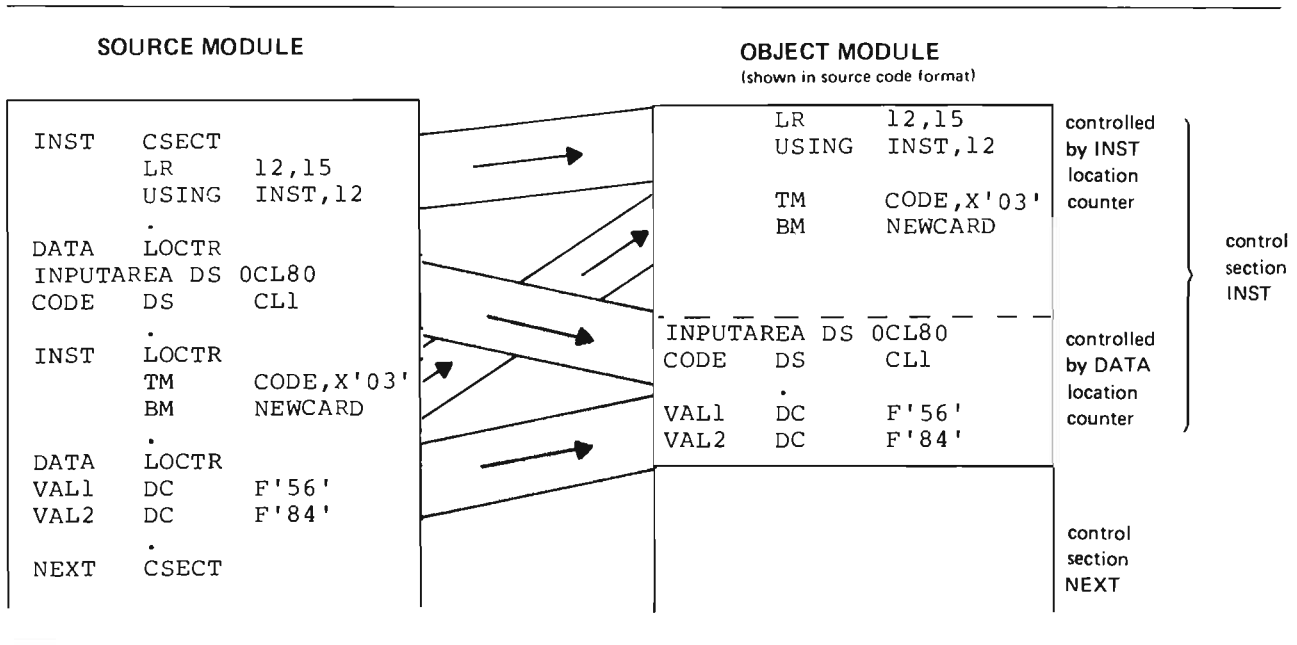 SOURCE MODULE
INST CSECT
LR 12,15
USING INST,12
.
DATA LOCTR
INPUTAREA DS 0CL80
CODE DS CL1
.
INST LOCTR
TM CODE,X'03'
BM NEWCARD
.
DATA LOCTR
VAL1 DC F'56'
VAL2 DC F'84'
.
NEXT CSECT
OBJECT MODULE
(shown in source code format)
LR 12,15
USING INST,12
TM CODE,X'03'
BM NEWCARD
INPUTAREA DS 0CL80
CODE DS CL1
.
VAL1 DC F'56'
VAL2 DC F'84'
controlled
by INST
location
counter
controlled
by DATA
location
counter
control
section
INST
control
section
NEXT